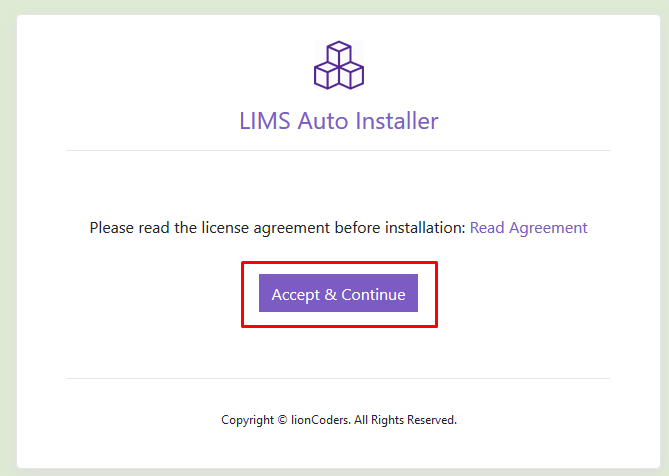 LIMS Auto Installer
Please read the license agreement before installation: Read Agreement
Accept & Continue
Copyright © lionCoders. All Rights Reserved.